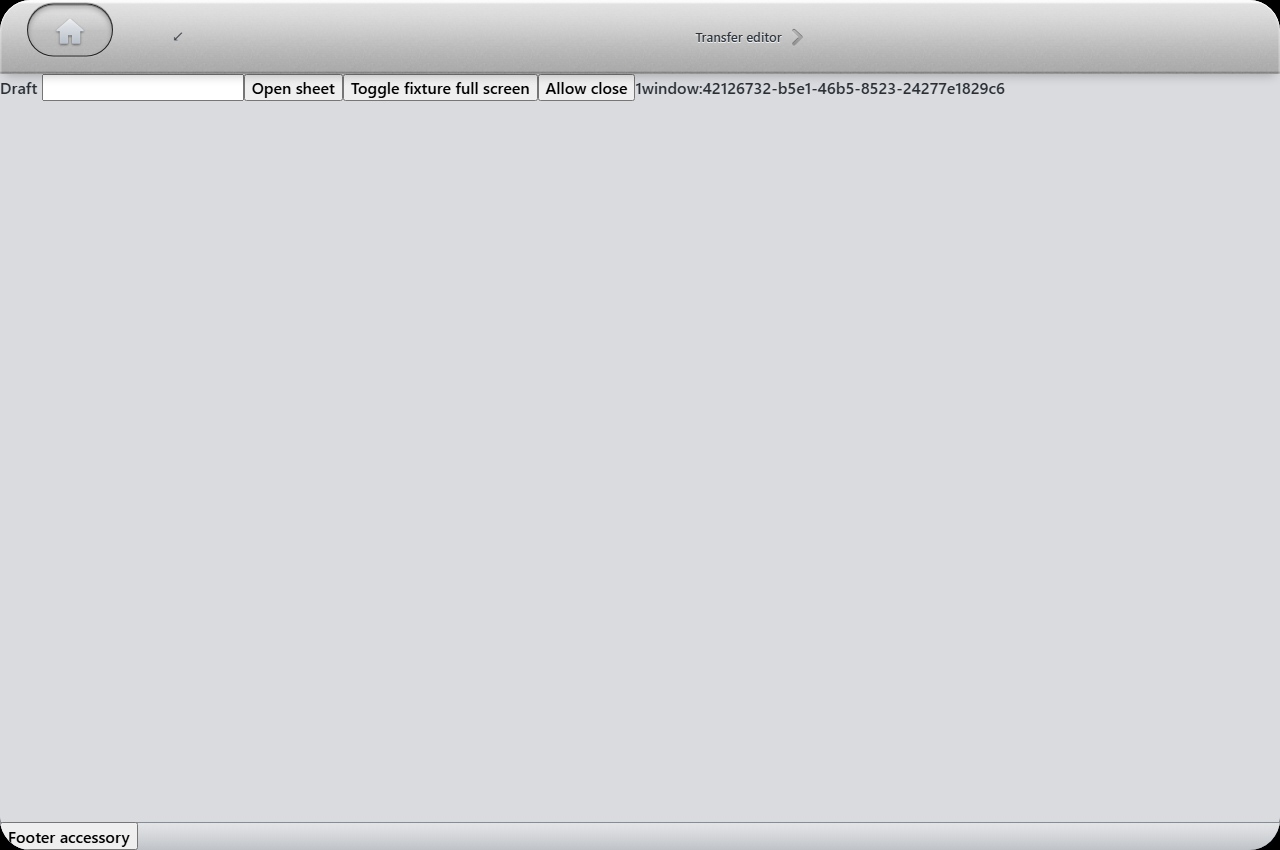 Transfer editor
Draft Open sheet Toggle fixture full screen Allow close 1window:42126732-b5e1-46b5-8523-24277e1829c6
Footer accessory